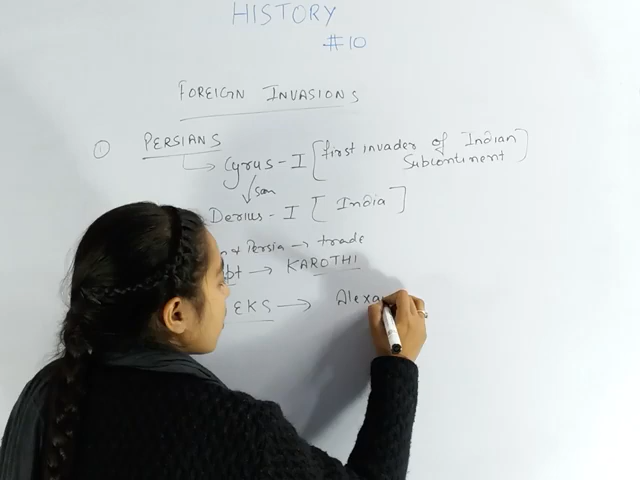 HISTORY
#10
FOREIGN INVASIONS
① PERSIANS
Cyrus - I [first invader of Indian Subcontinent]
son
Derius - I [India]
Persia → trade
pt → KAROTHI
EKS → Alexa